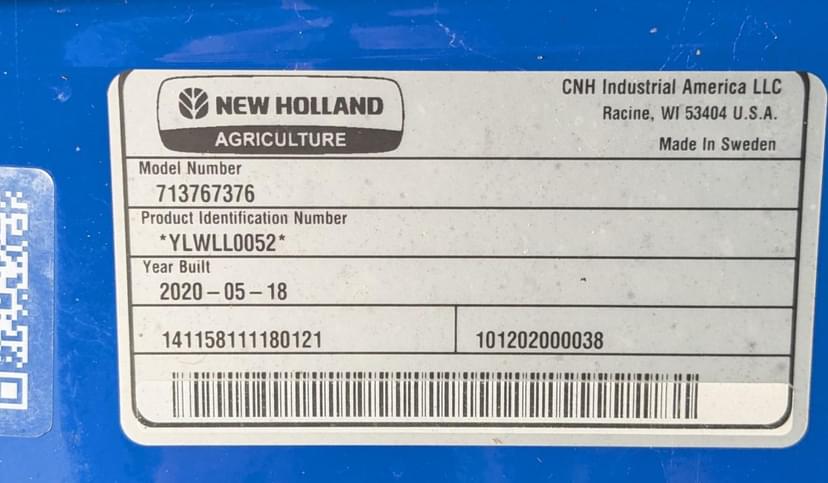 NEW HOLLAND
AGRICULTURE
CNH Industrial America LLC
Racine, WI 53404 U.S.A.
Made In Sweden
Model Number
713767376
Product Identification Number
*YLWLL0052*
Year Built
2020-05-18
141158111180121
101202000038